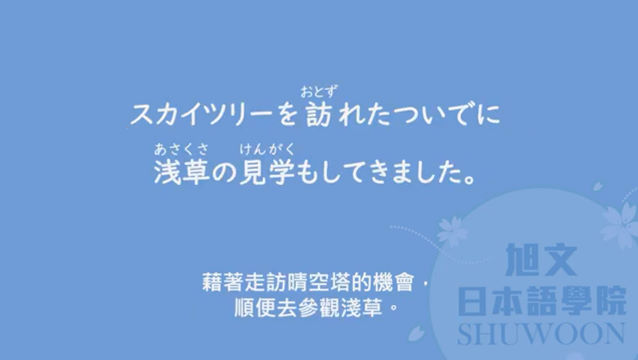 おとず
スカイツリーを訪れたついでに
あさくさ けんがく
浅草の見学もしてきました。
藉著走訪晴空塔的機會，
順便去參觀淺草。
旭文
日本語學院
SHUWOON